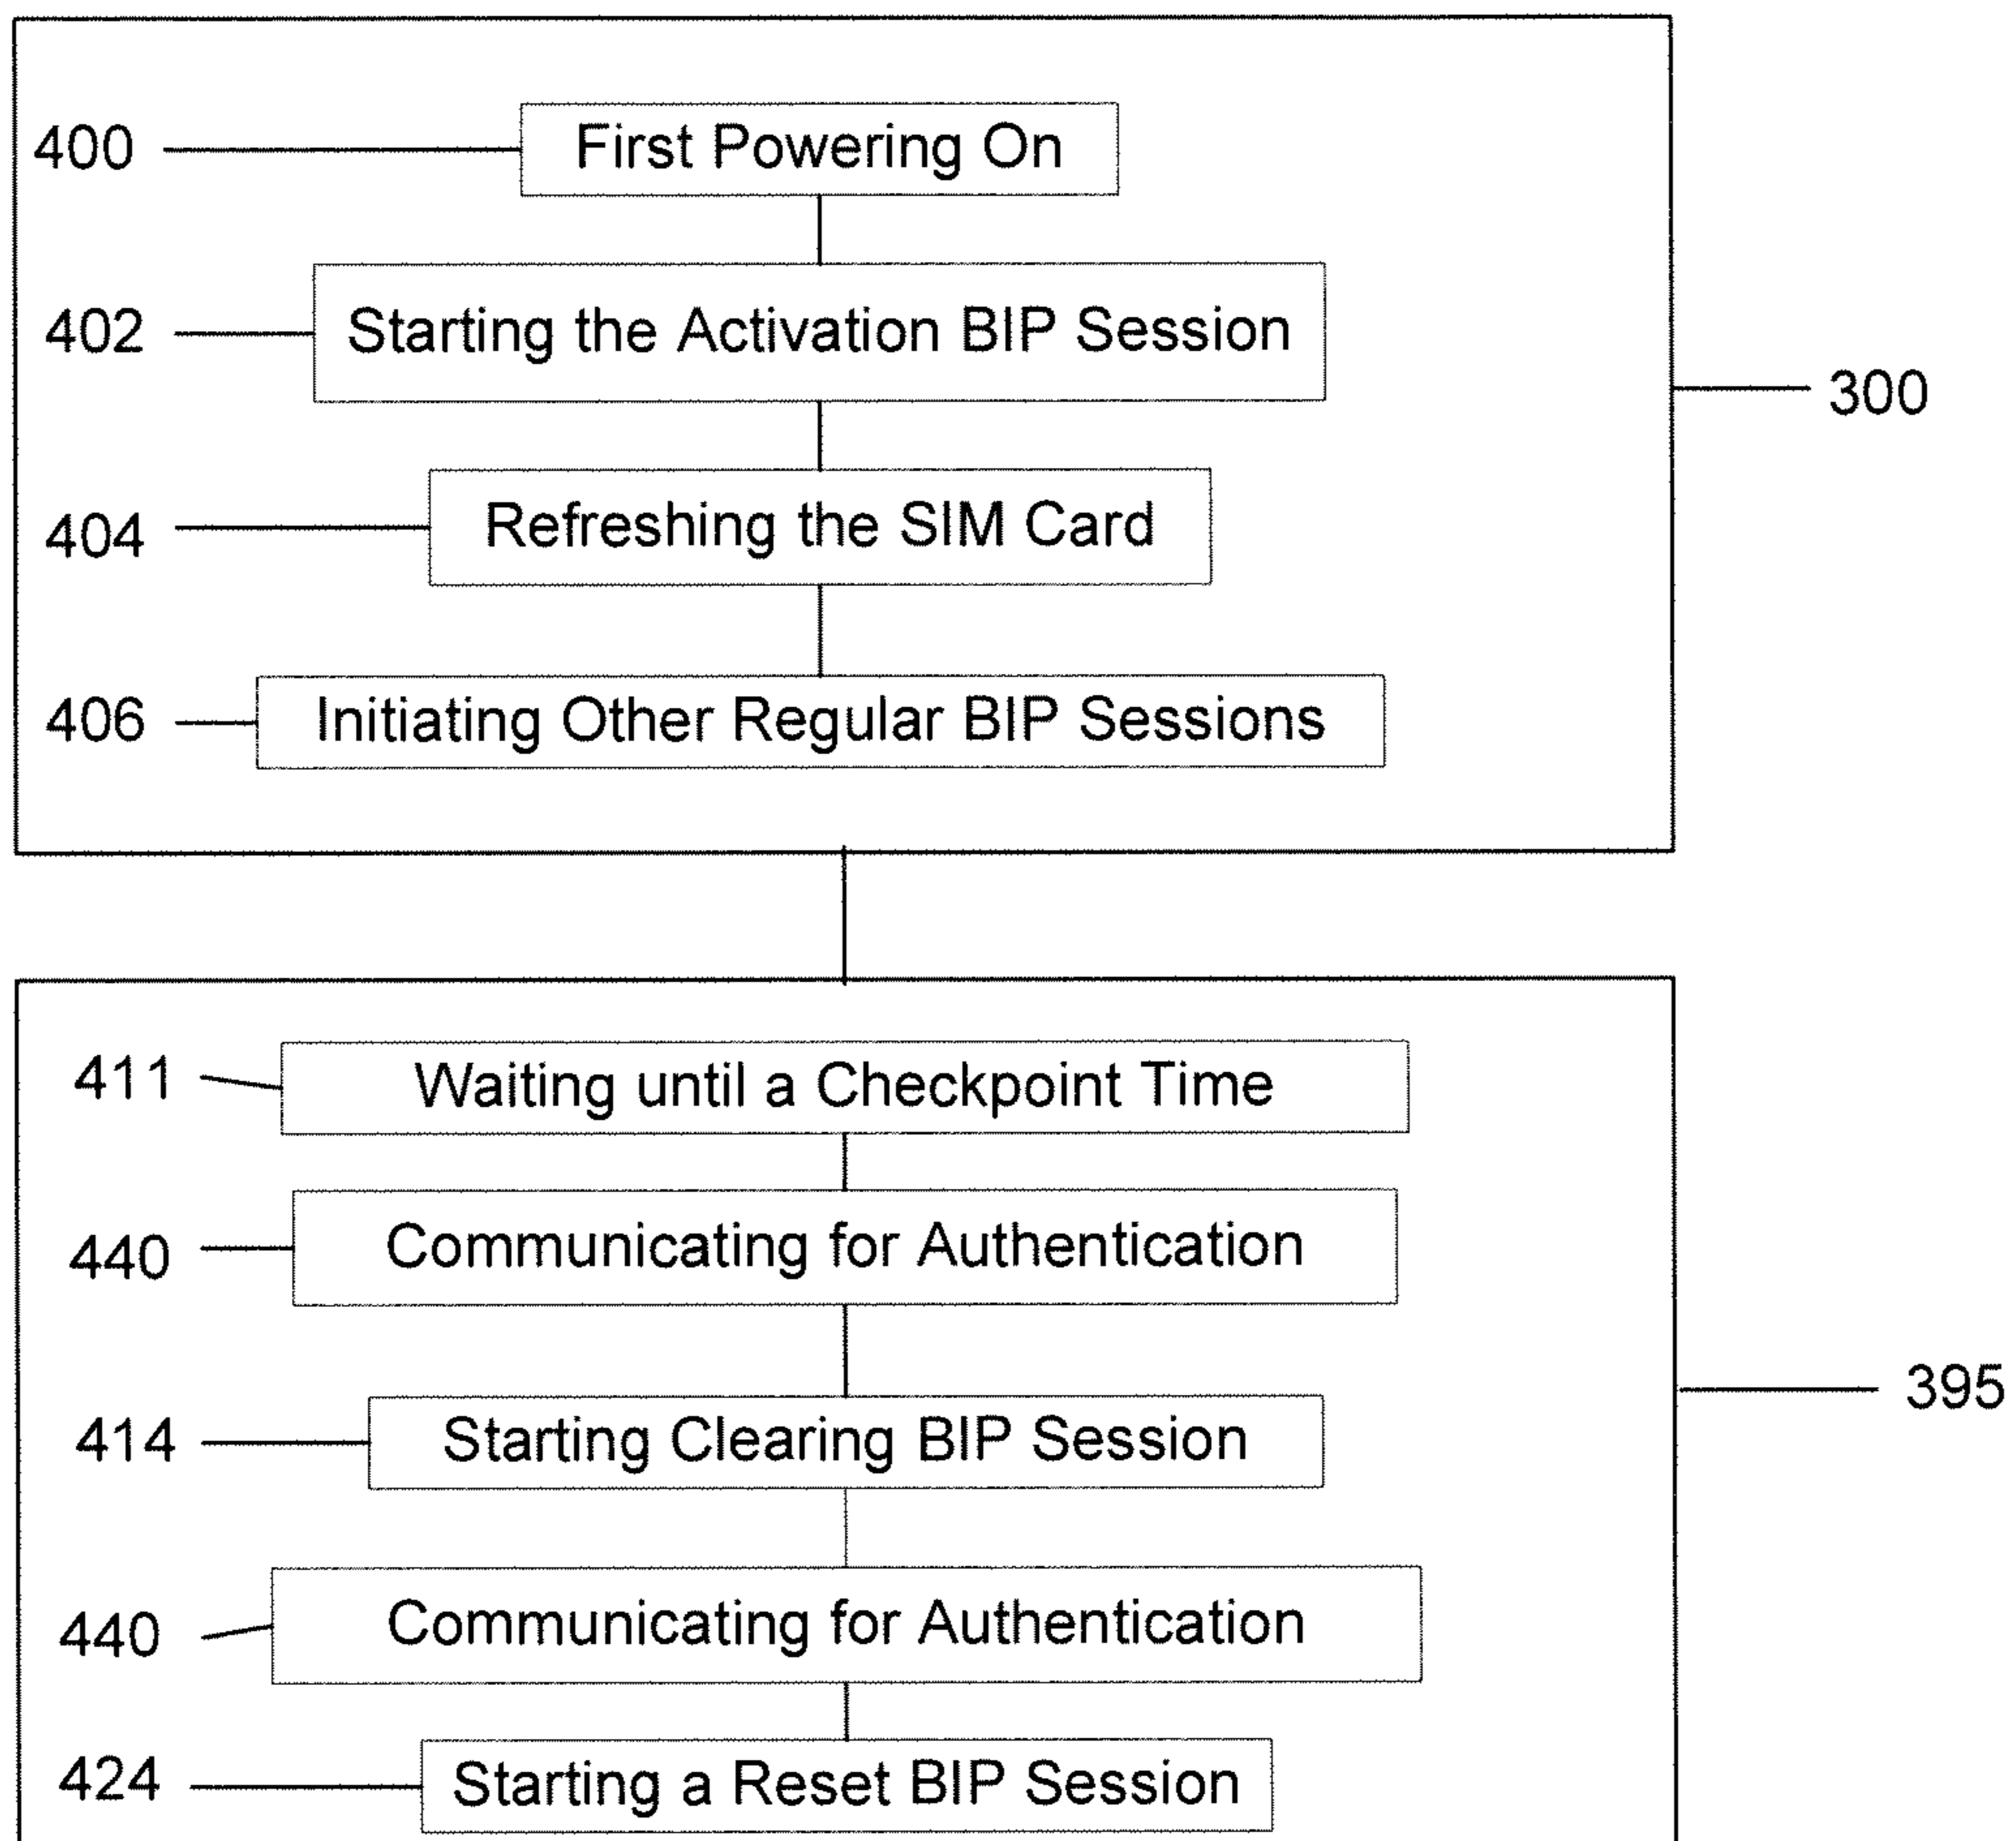 400 First Powering On
402 Starting the Activation BIP Session
300
404 Refreshing the SIM Card
406 Initiating Other Regular BIP Sessions
411 Waiting until a Checkpoint Time
440 Communicating for Authentication
395
414 Starting Clearing BIP Session
440 Communicating for Authentication
424 Starting a Reset BIP Session